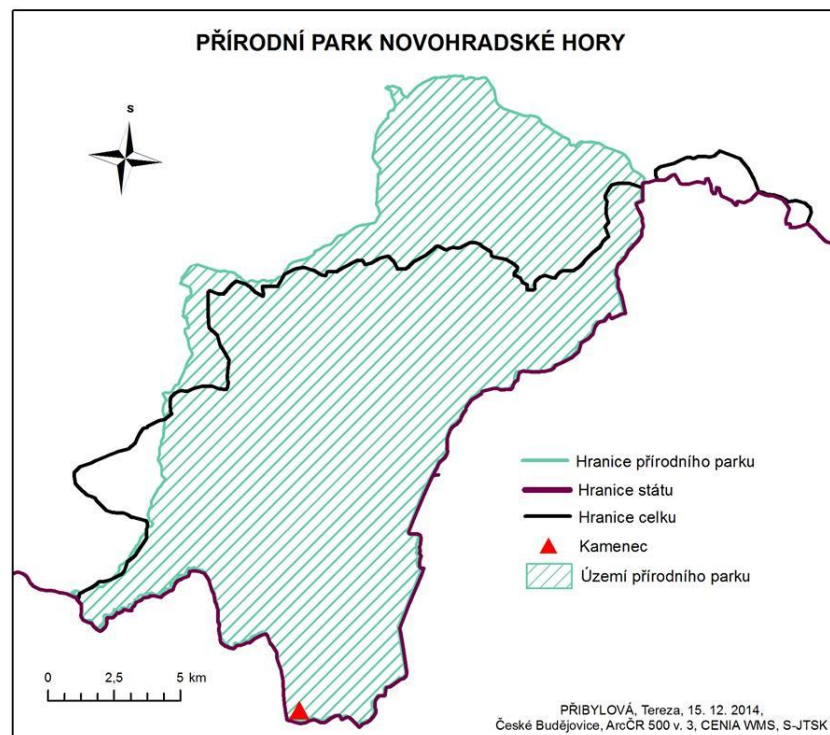 PŘÍRODNÍ PARK NOVOHRADSKÉ HORY
s
Hranice přírodního parku
Hranice státu
Hranice celku
Kamenec
Území přírodního parku
0 2,5 5 km
PŘIBYLOVÁ, Tereza, 15. 12. 2014,
České Budějovice, ArcČR 500 v. 3, CENIA WMS, S-JTSK